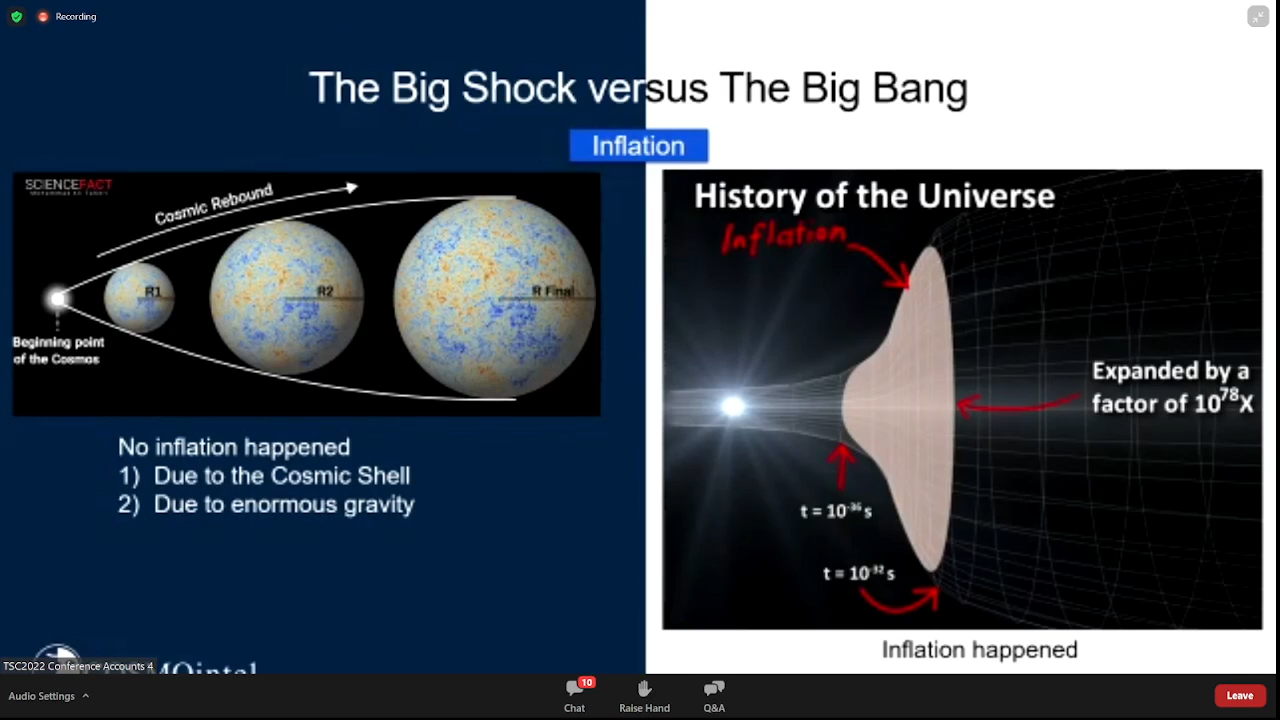 Recording
The Big Shock versus The Big Bang
Inflation
SCIENCEFACT
Cosmic Rebound
R1
R2
R Final
Beginning point
of the Cosmos
No inflation happened
1) Due to the Cosmic Shell
2) Due to enormous gravity
History of the Universe
Inflation
Expanded by a
factor of 10⁷⁸X
t = 10⁻³⁶ s
t = 10⁻³² s
Inflation happened
TSC2022 Conference Accounts 4
Audio Settings
10
Chat
Raise Hand
Q&A
Leave